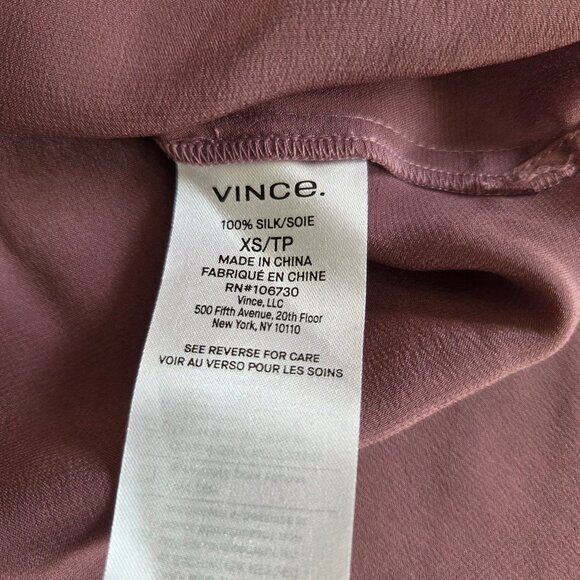 VINCe.
100% SILK/SOIE
XS/TP
MADE IN CHINA
FABRIQUÉ EN CHINE
RN#106730
Vince, LLC
500 Fifth Avenue, 20th Floor
New York, NY 10110
SEE REVERSE FOR CARE
VOIR AU VERSO POUR LES SOINS